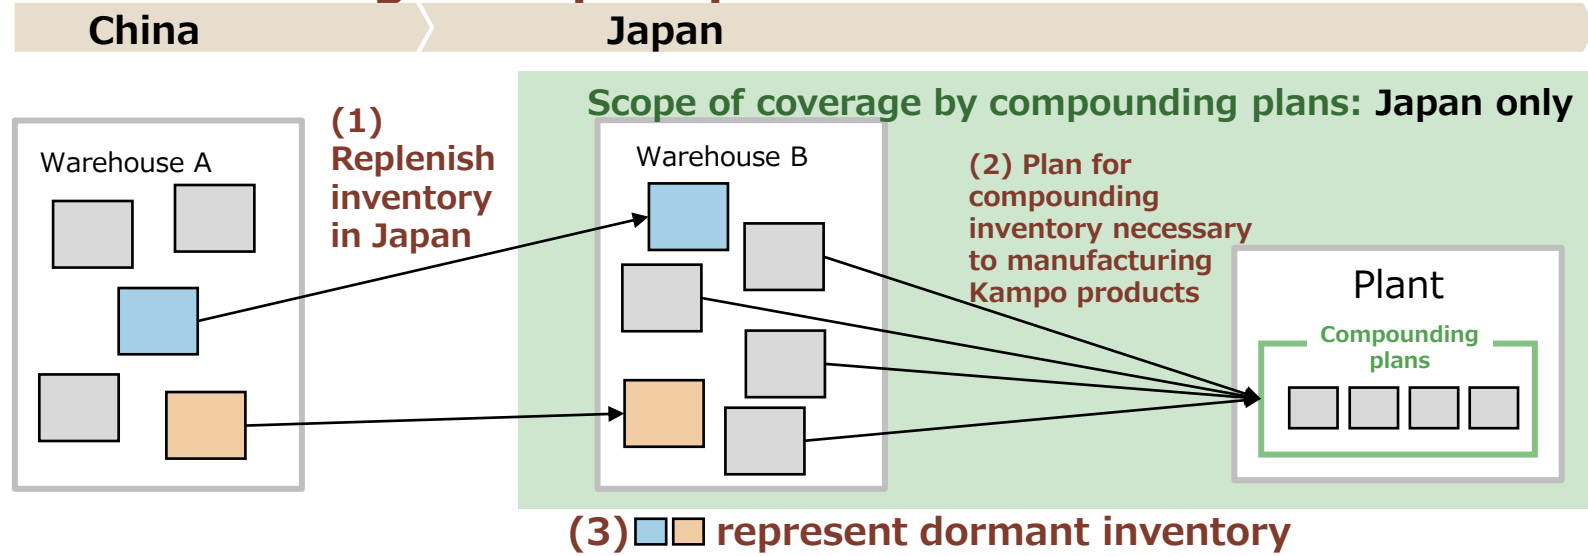 China
Japan
Scope of coverage by compounding plans: Japan only
(1)
Replenish
inventory
in Japan
Warehouse A
Warehouse B
(2) Plan for
compounding
inventory necessary
to manufacturing
Kampo products
Plant
Compounding
plans
(3) represent dormant inventory